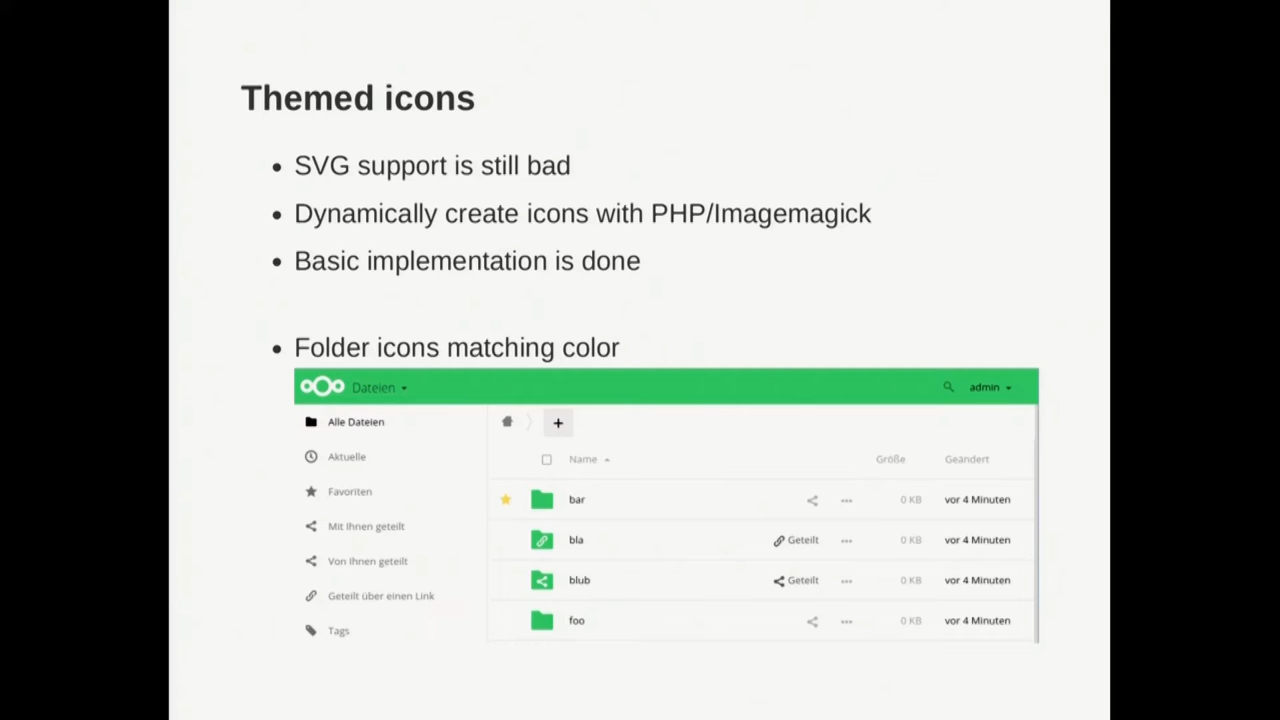 Themed icons
SVG support is still bad
Dynamically create icons with PHP/Imagemagick
Basic implementation is done
Folder icons matching color
Dateien admin
Alle Dateien
Name Größe Geändert
Aktuelle
Favoriten
bar 0 KB vor 4 Minuten
Mit Ihnen geteilt
bla Geteilt 0 KB vor 4 Minuten
Von Ihnen geteilt
blub Geteilt 0 KB vor 4 Minuten
Geteilt über einen Link
foo 0 KB vor 4 Minuten
Tags